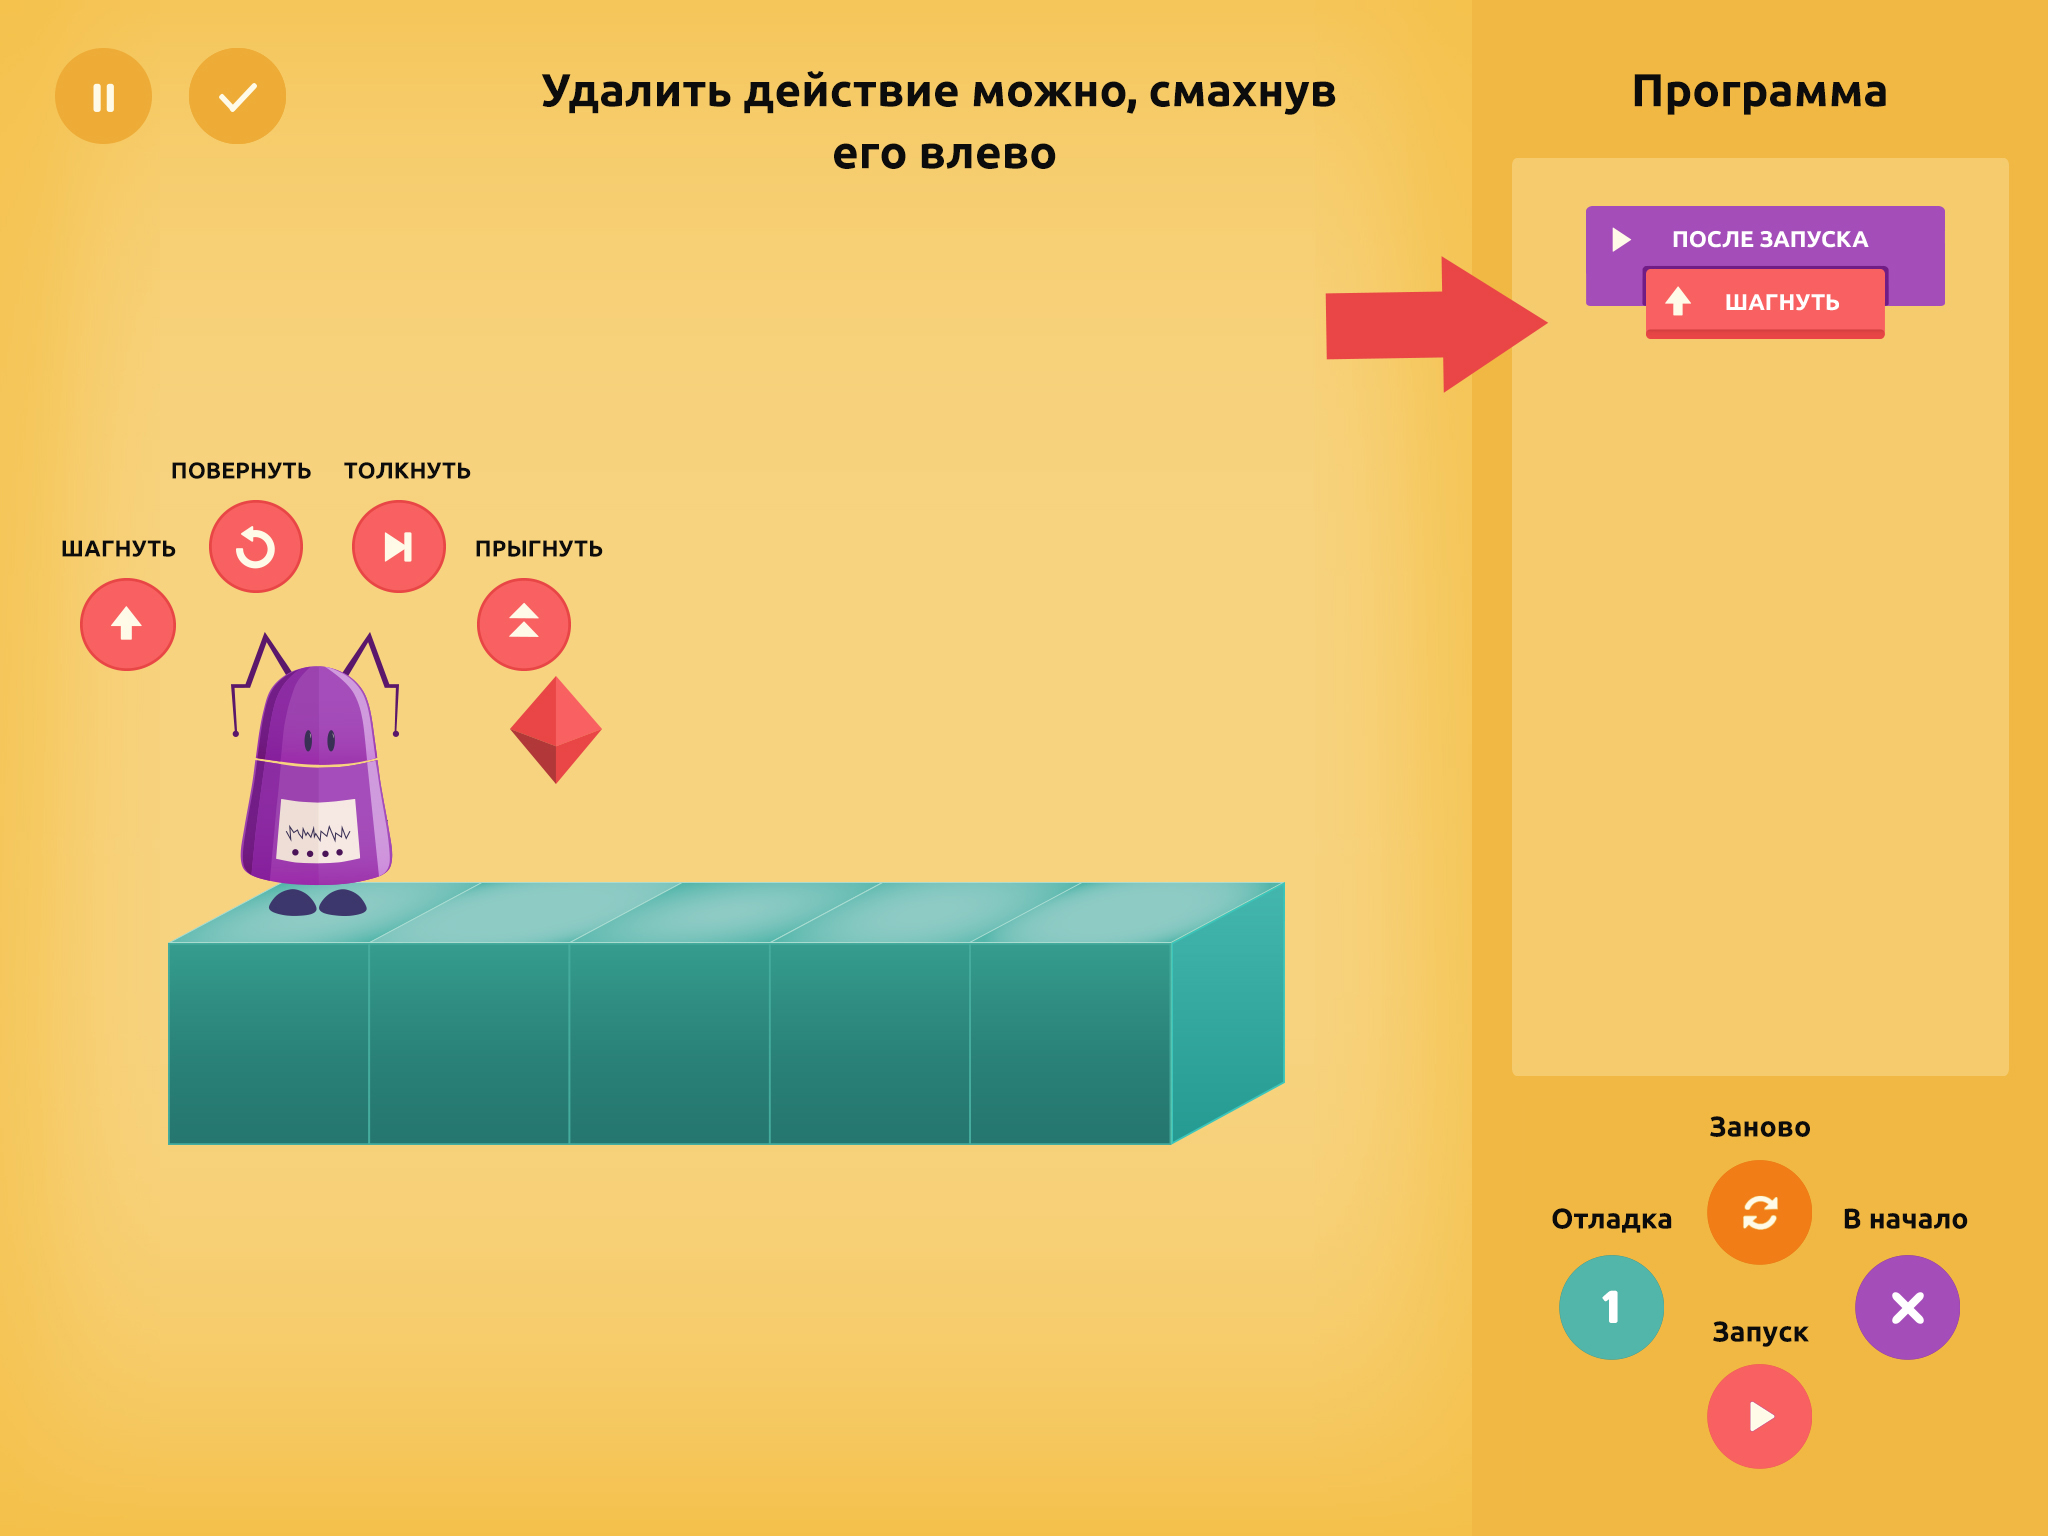 Удалить действие можно, смахнув
его влево
Программа
ПОСЛЕ ЗАПУСКА
ШАГНУТЬ
ПОВЕРНУТЬ
ТОЛКНУТЬ
ШАГНУТЬ
ПРЫГНУТЬ
Заново
Отладка
В начало
1
Запуск